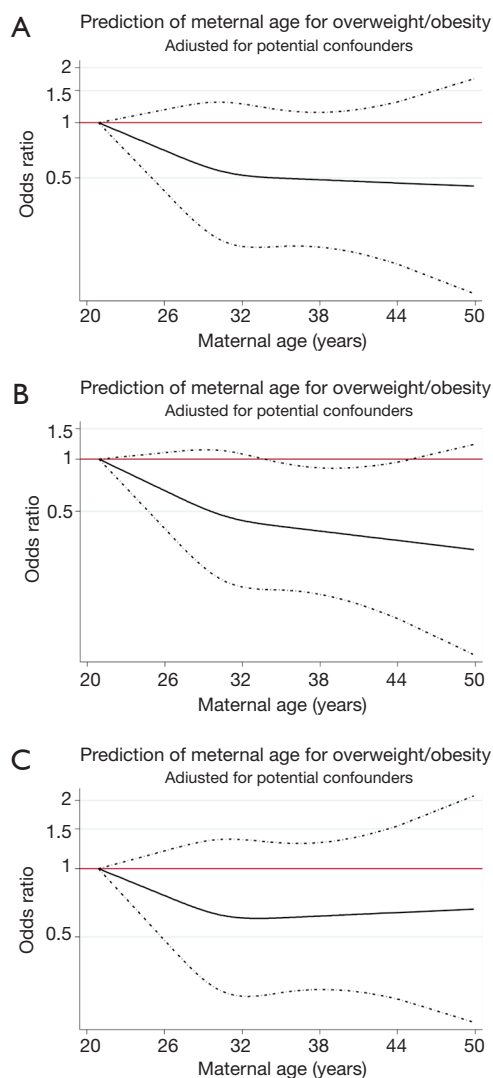 A
Prediction of meternal age for overweight/obesity
Adiusted for potential confounders
2
1.5
1
0.5
Odds ratio
20 26 32 38 44 50
Maternal age (years)
B
Prediction of meternal age for overweight/obesity
Adiusted for potential confounders
1.5
1
0.5
Odds ratio
20 26 32 38 44 50
Maternal age (years)
C
Prediction of meternal age for overweight/obesity
Adiusted for potential confounders
2
1.5
1
0.5
Odds ratio
20 26 32 38 44 50
Maternal age (years)